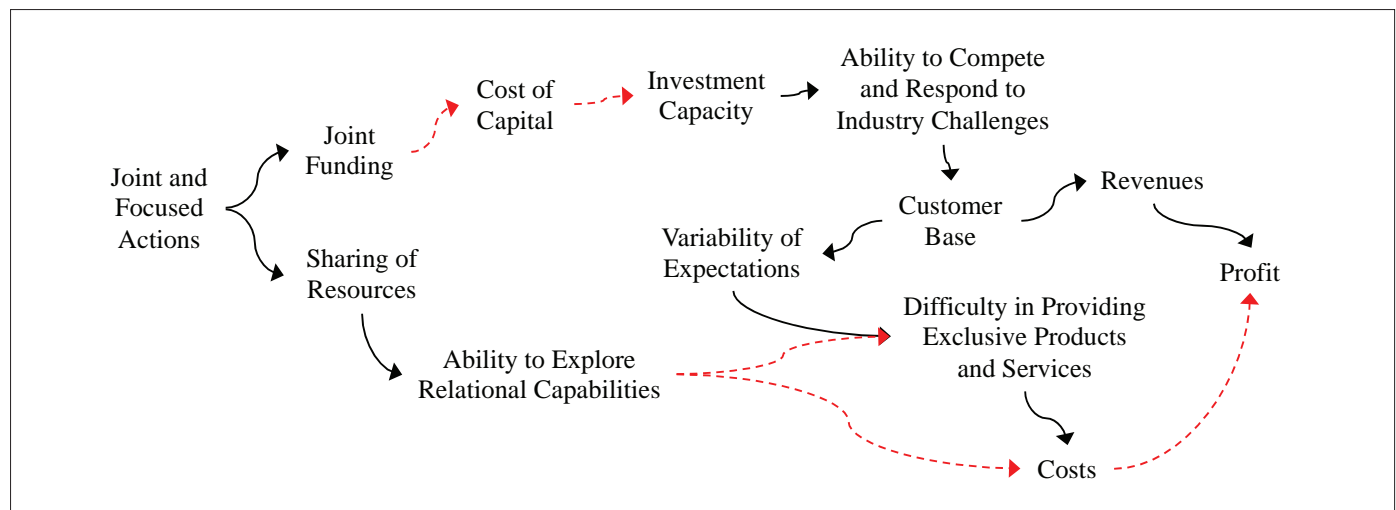 Joint and
Focused
Actions
Joint
Funding
Cost of
Capital
Investment
Capacity
Ability to Compete
and Respond to
Industry Challenges
Customer
Base
Revenues
Profit
Variability of
Expectations
Sharing of
Resources
Ability to Explore
Relational Capabilities
Difficulty in Providing
Exclusive Products
and Services
Costs